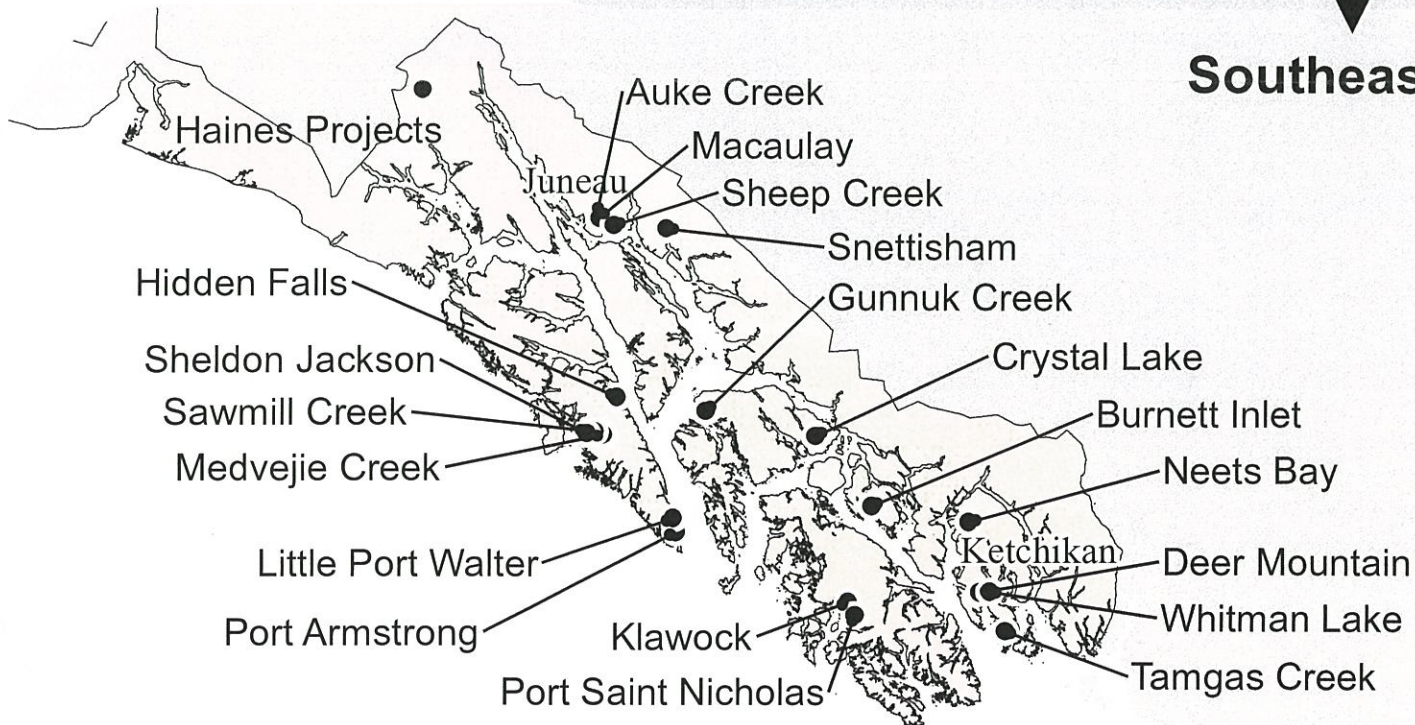 Southeas
Auke Creek
Haines Projects
Macaulay
Juneau
Sheep Creek
Snettisham
Hidden Falls
Gunnuk Creek
Sheldon Jackson
Crystal Lake
Sawmill Creek
Burnett Inlet
Medvejie Creek
Neets Bay
Ketchikan
Little Port Walter
Deer Mountain
Port Armstrong
Klawock
Whitman Lake
Port Saint Nicholas
Tamgas Creek